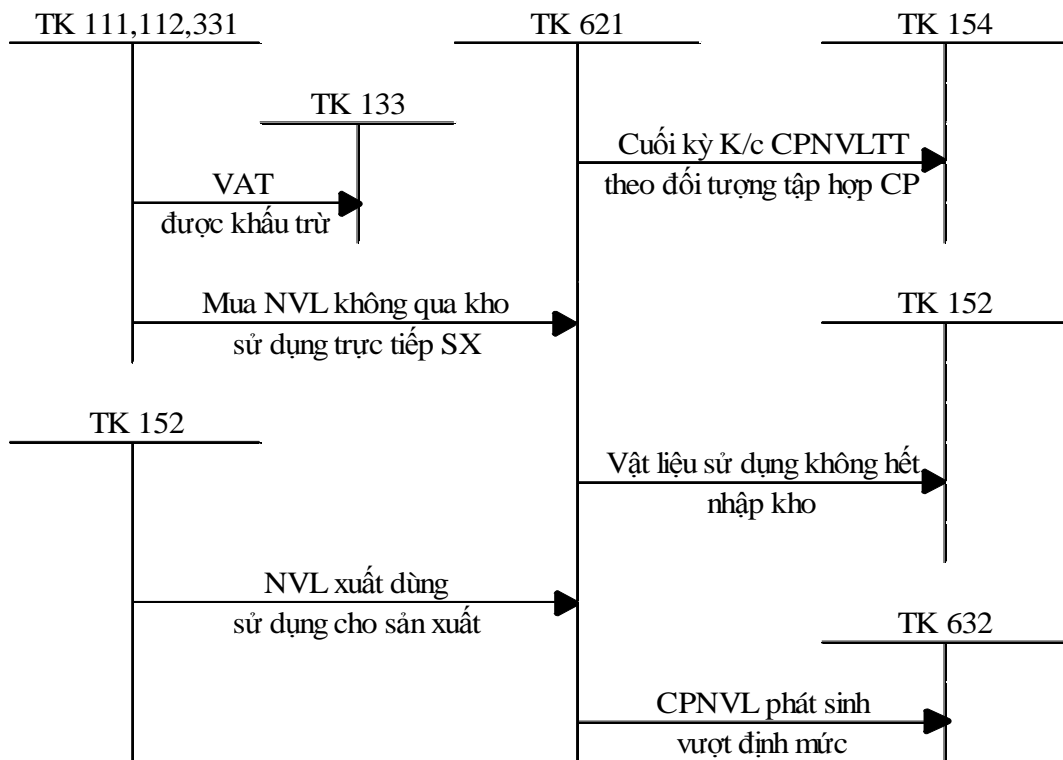 TK 111,112,331
TK 621
TK 154
TK 133
Cuối kỳ K/c CPNVLTT
theo đối tượng tập hợp CP
VAT
được khấu trừ
Mua NVL không qua kho
sử dụng trực tiếp SX
TK 152
TK 152
Vật liệu sử dụng không hết
nhập kho
NVL xuất dùng
sử dụng cho sản xuất
TK 632
CPNVL phát sinh
vượt định mức